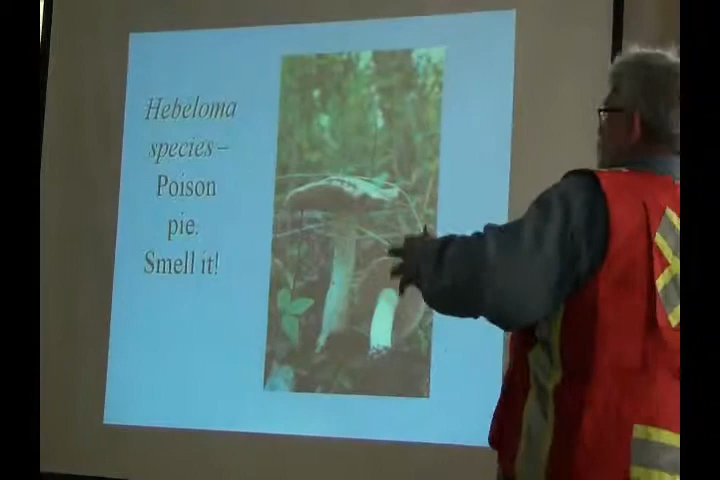 Hebeloma
species –
Poison
pie.
Smell it!